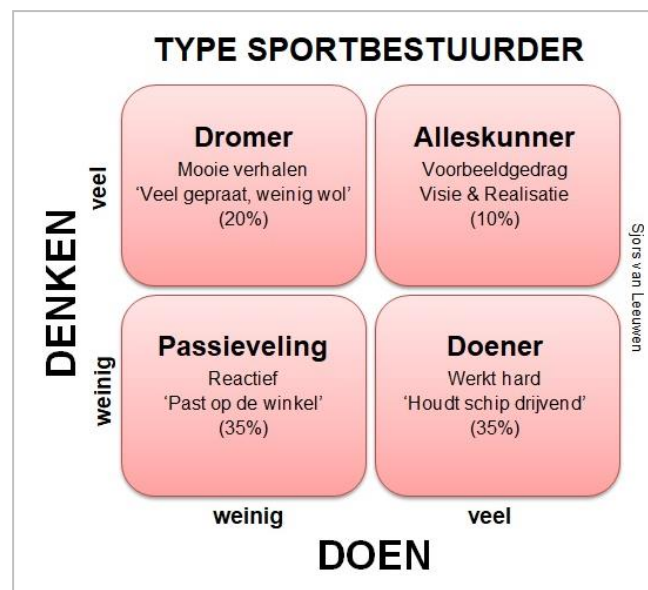 TYPE SPORTBESTUURDER
Dromer
Mooie verhalen
‘Veel gepraat, weinig wol’
(20%)
Alleskunner
Voorbeeldgedrag
Visie & Realisatie
(10%)
Passieveling
Reactief
‘Past op de winkel’
(35%)
Doener
Werkt hard
‘Houdt schip drijvend’
(35%)
DENKEN
veel
weinig
weinig
veel
DOEN
Sjors van Leeuwen